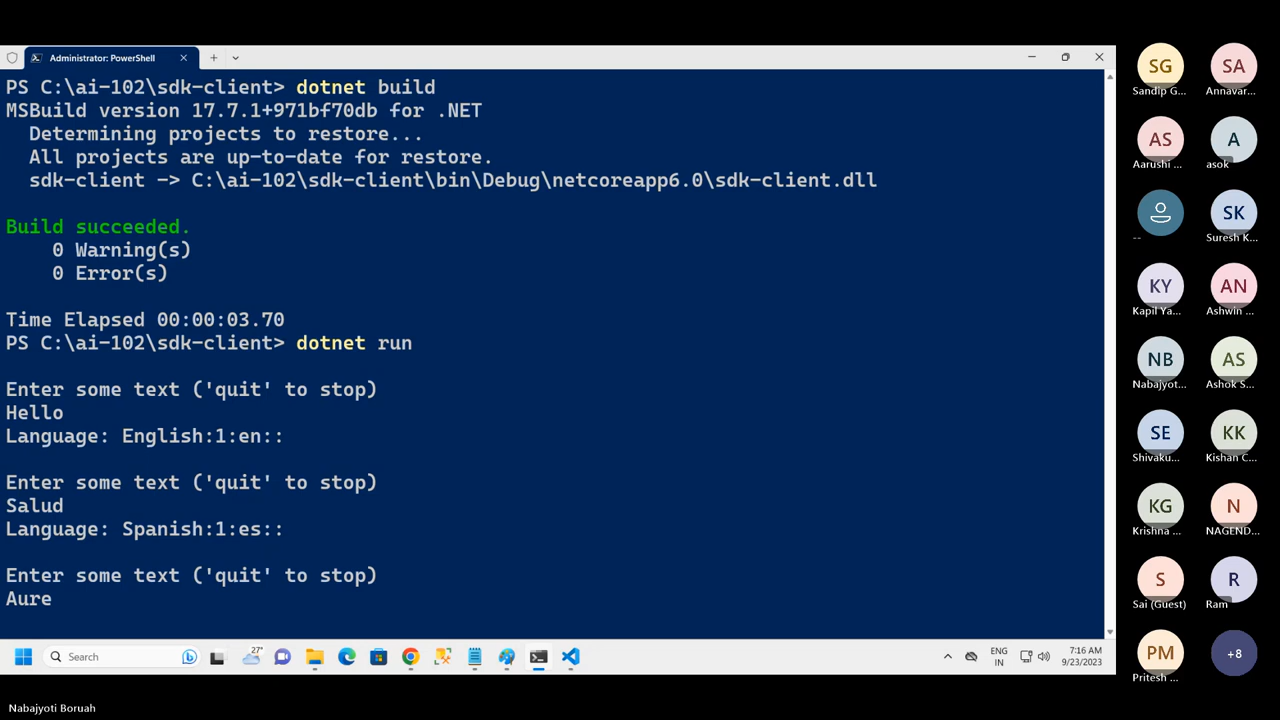 Administrator: PowerShell
PS C:\ai-102\sdk-client> dotnet build
MSBuild version 17.7.1+971bf70db for .NET
Determining projects to restore...
All projects are up-to-date for restore.
sdk-client -> C:\ai-102\sdk-client\bin\Debug\netcoreapp6.0\sdk-client.dll
Build succeeded.
0 Warning(s)
0 Error(s)
Time Elapsed 00:00:03.70
PS C:\ai-102\sdk-client> dotnet run
Enter some text ('quit' to stop)
Hello
Language: English:1:en::
Enter some text ('quit' to stop)
Salud
Language: Spanish:1:es::
Enter some text ('quit' to stop)
Aure
Search
27°
ENG
IN
7:16 AM
9/23/2023
SG
Sandip G...
SA
Annavar...
AS
Aarushi ...
A
asok
--
SK
Suresh K...
KY
Kapil Ya...
AN
Ashwin ...
NB
Nabajyot...
AS
Ashok S...
SE
Shivaku...
KK
Kishan C...
KG
Krishna ...
N
NAGEND...
S
Sai (Guest)
R
Ram
PM
Pritesh ...
+8
Nabajyoti Boruah